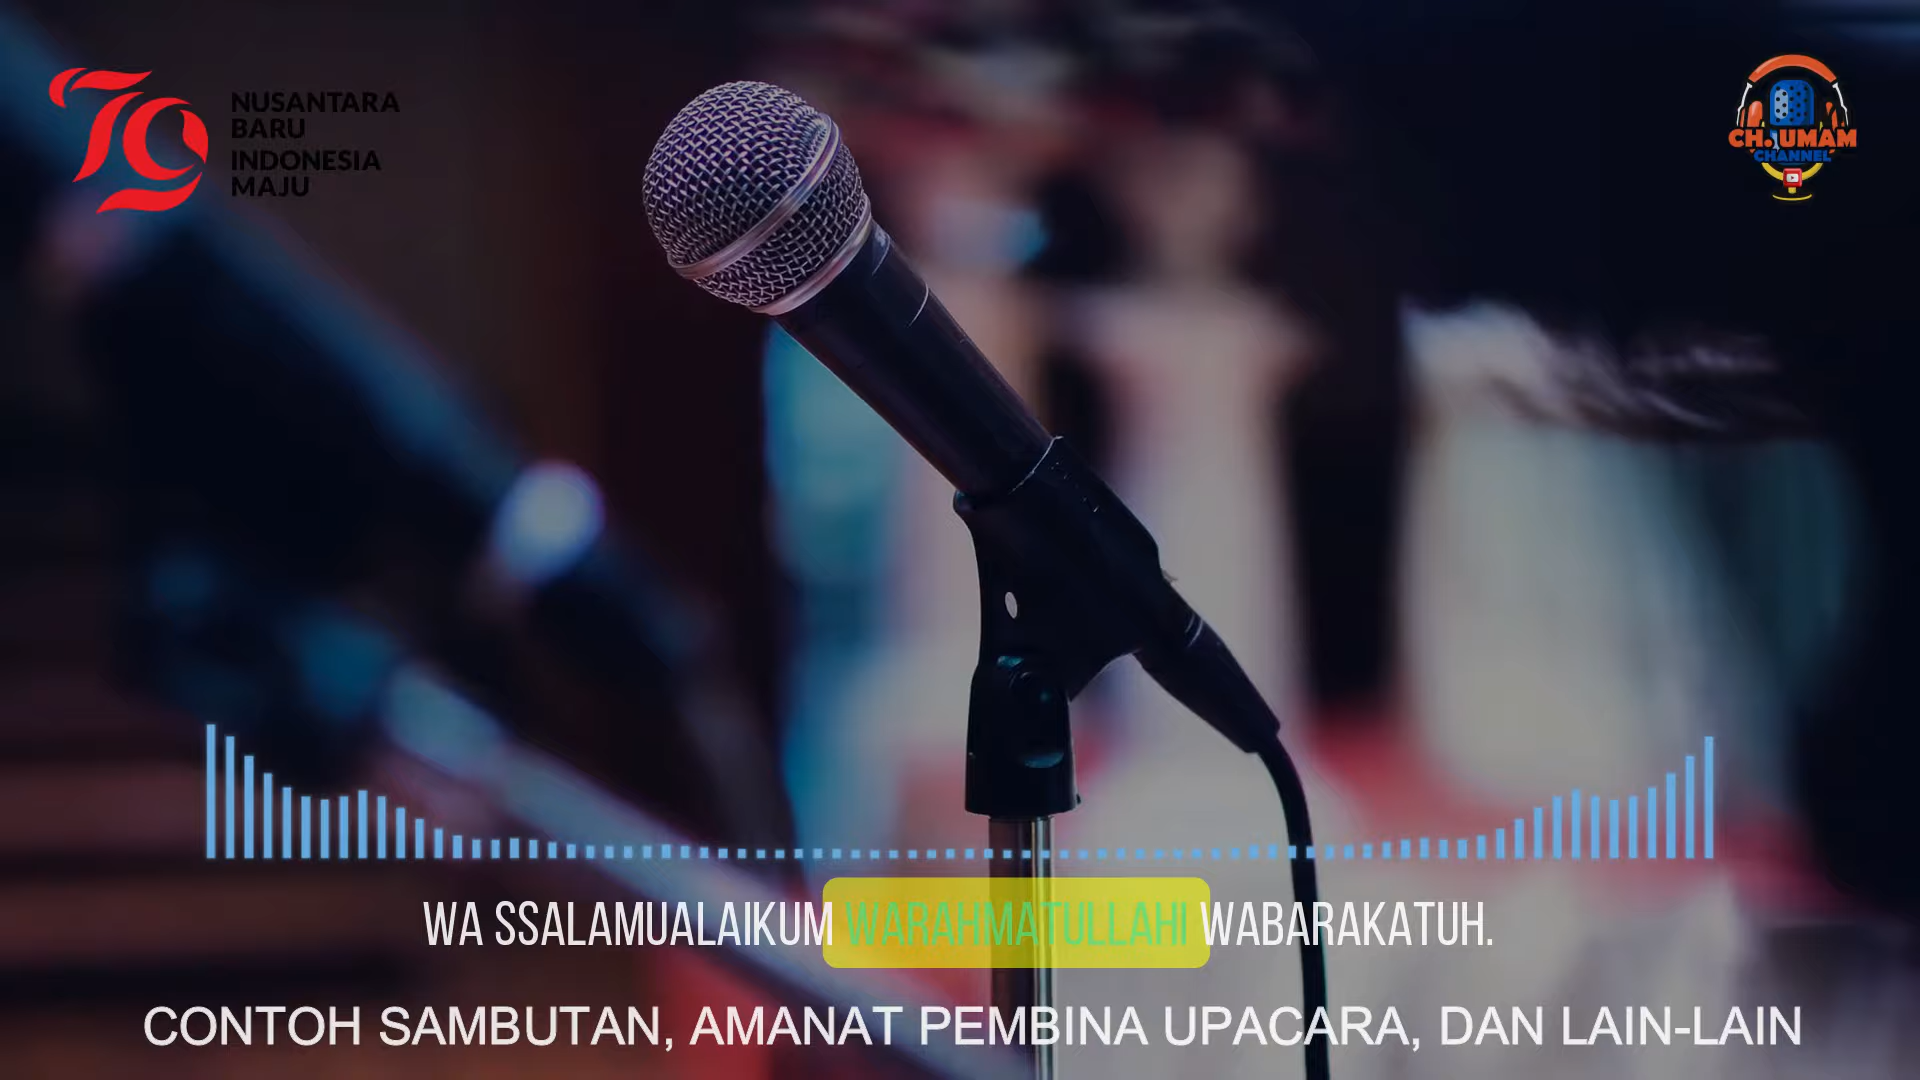 79
NUSANTARA
BARU
INDONESIA
MAJU
CH. UMAM
CHANNEL
WA SSALAMUALAIKUM WARAHMATULLAHI WABARAKATUH.
CONTOH SAMBUTAN, AMANAT PEMBINA UPACARA, DAN LAIN-LAIN